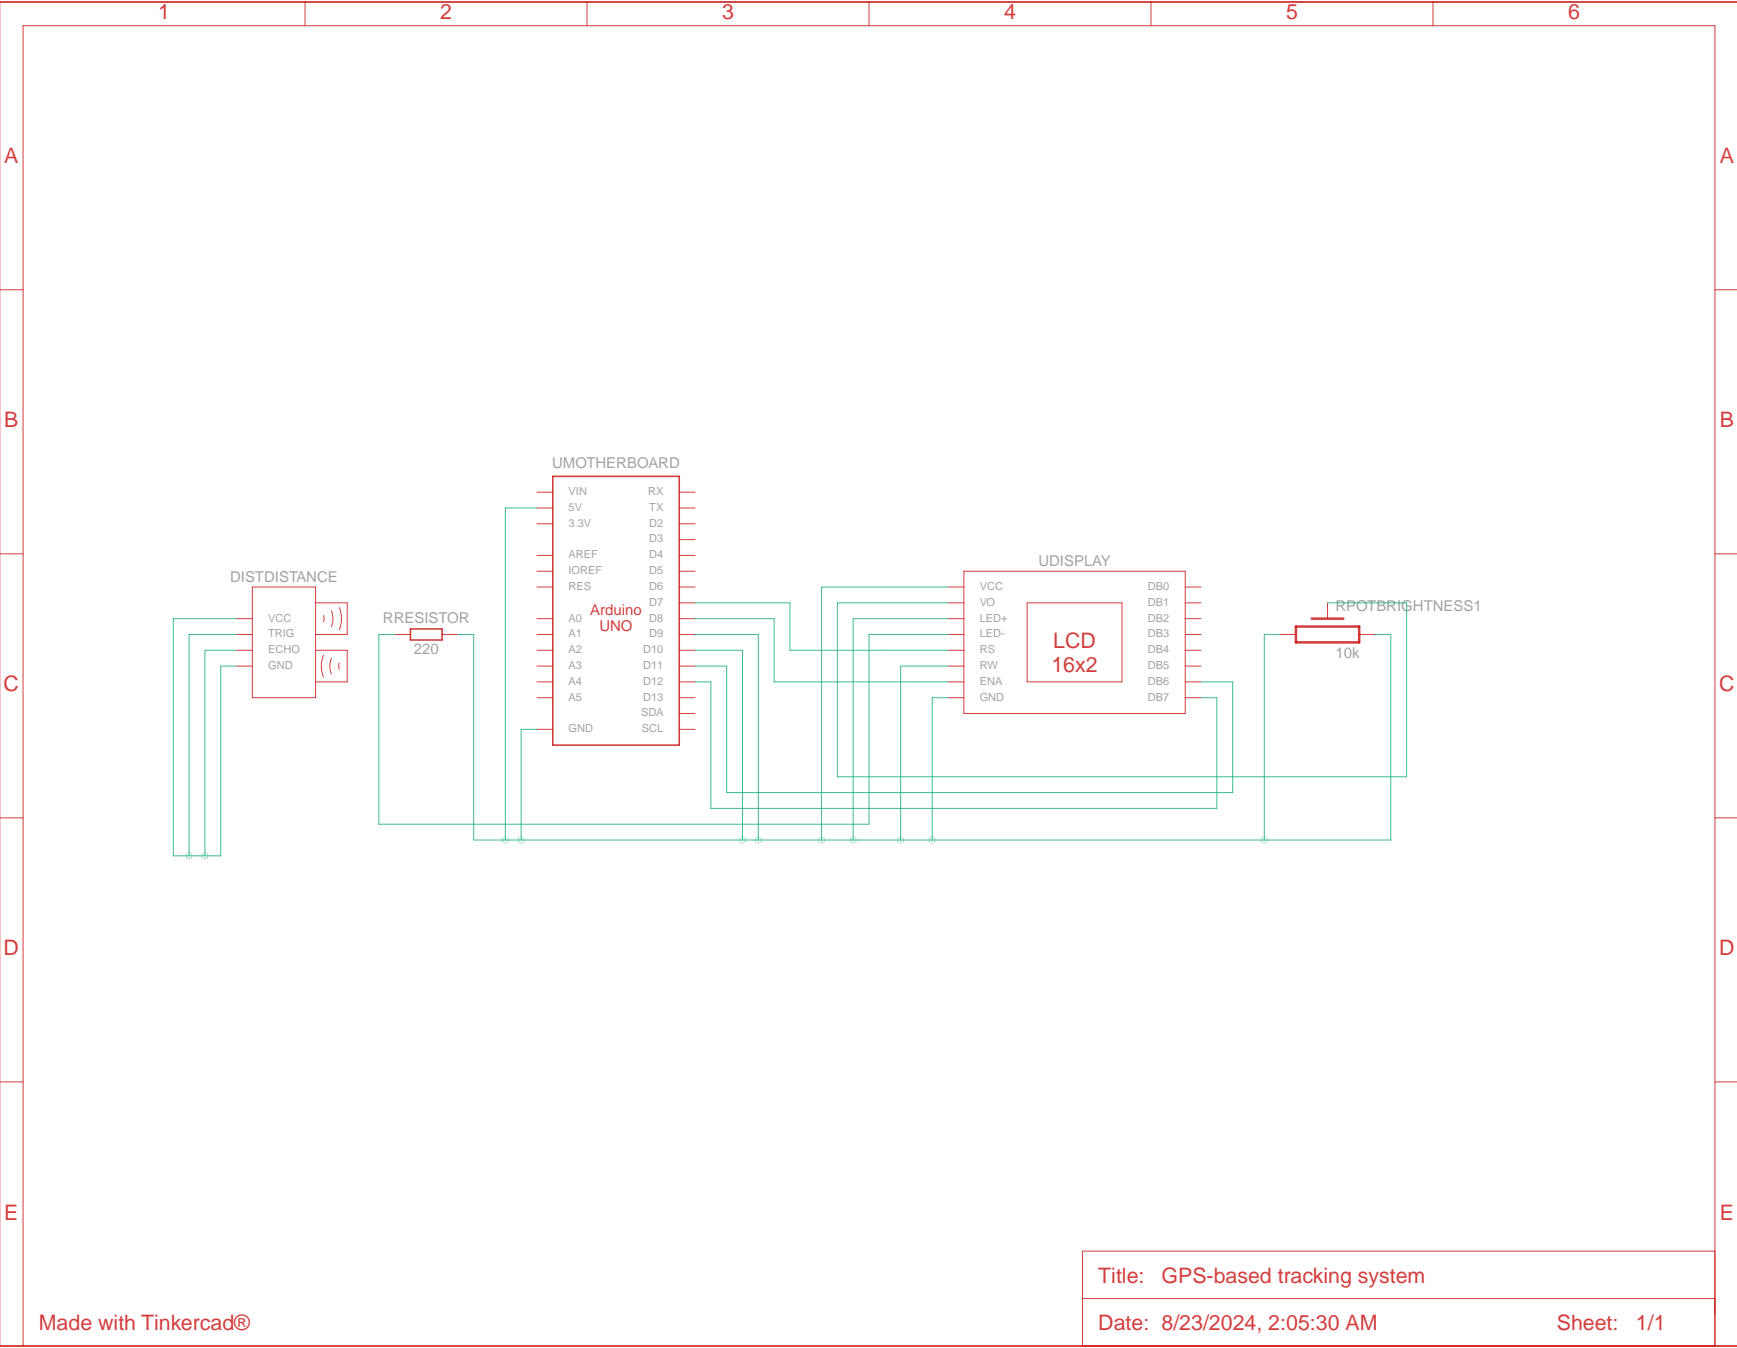 1 2 3 4 5 6
A A
B B
C C
D D
E E
UMOTHERBOARD
VIN RX
5V TX
3.3V D2
D3
AREF D4
IOREF D5
RES D6
D7
A0 D8
A1 D9
A2 D10
A3 D11
A4 D12
A5 D13
SDA
GND SCL
Arduino
UNO
DISTDISTANCE
VCC
TRIG
ECHO
GND
RRESISTOR
220
UDISPLAY
VCC DB0
VO DB1
LED+ DB2
LED- DB3
RS DB4
RW DB5
ENA DB6
GND DB7
LCD
16x2
RPOTBRIGHTNESS1
10k
Title: GPS-based tracking system
Date: 8/23/2024, 2:05:30 AM Sheet: 1/1
Made with Tinkercad®